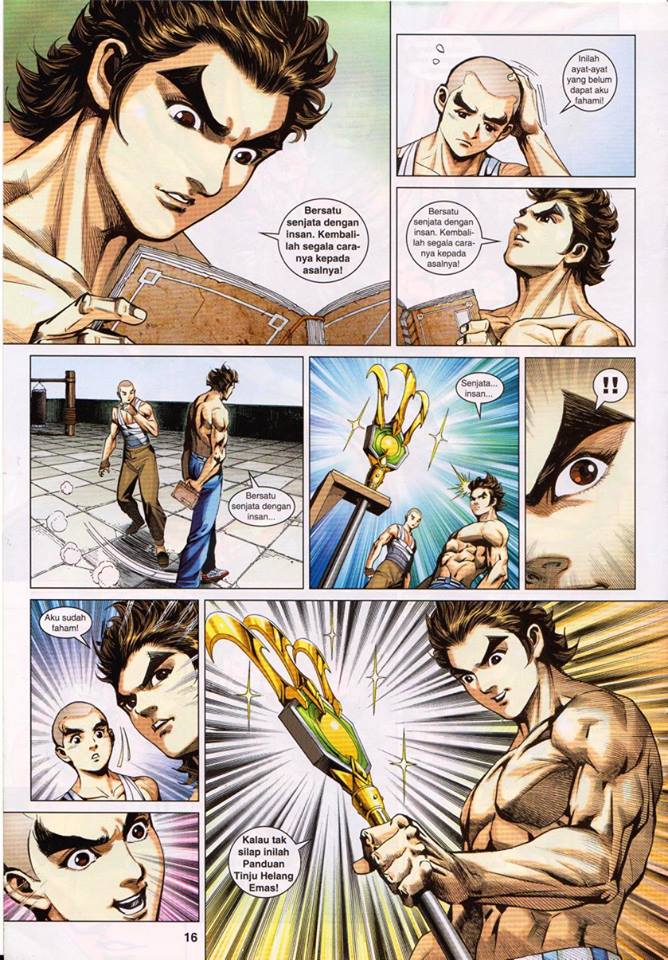 Bersatu
senjata dengan
insan. Kembali-
lah segala cara-
nya kepada
asalnya!
Inilah
ayat-ayat
yang belum
dapat aku
fahami!
Bersatu
senjata dengan
insan. Kembali-
lah segala cara-
nya kepada
asalnya!
Bersatu
senjata dengan
insan...
Senjata...
insan...
!!
Aku sudah
faham!
Kalau tak
silap inilah
Panduan
Tinju Helang
Emas!
16